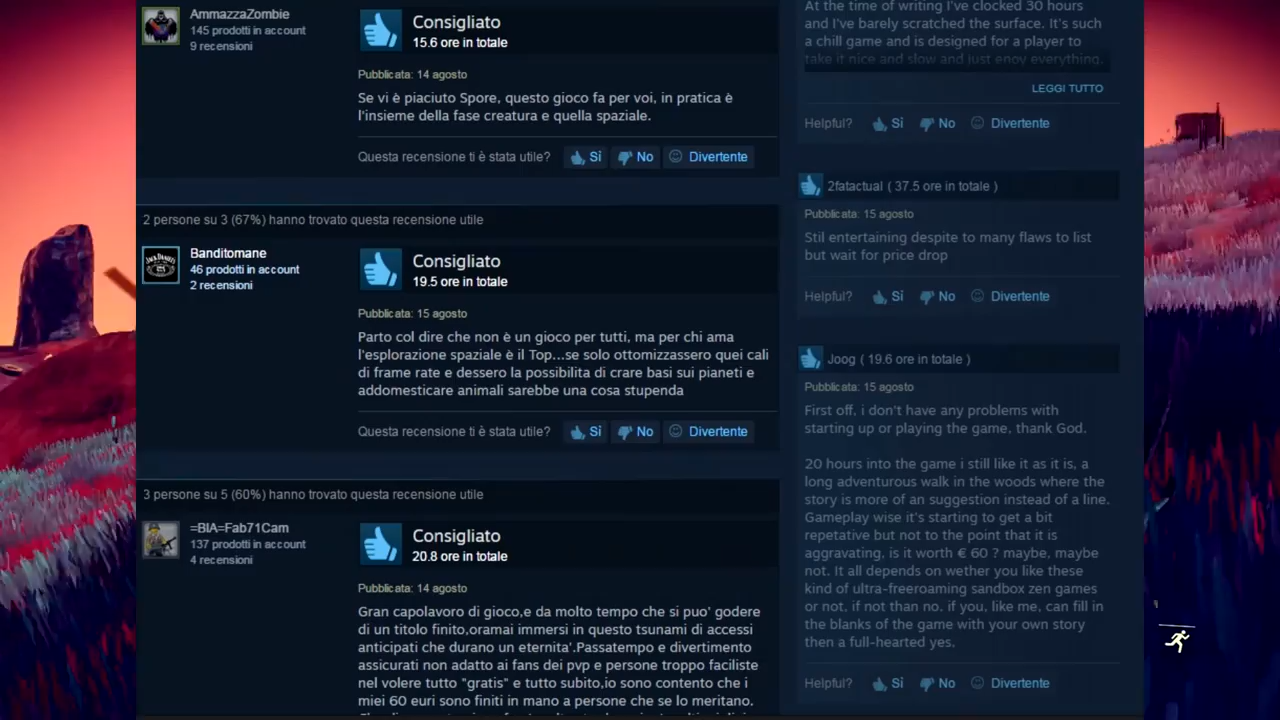 AmmazzaZombie
145 prodotti in account
9 recensioni
Consigliato
15.6 ore in totale
Pubblicata: 14 agosto
Se vi è piaciuto Spore, questo gioco fa per voi, in pratica è
l'insieme della fase creatura e quella spaziale.
Questa recensione ti è stata utile? Sì No Divertente
2 persone su 3 (67%) hanno trovato questa recensione utile
Banditomane
46 prodotti in account
2 recensioni
Consigliato
19.5 ore in totale
Pubblicata: 15 agosto
Parto col dire che non è un gioco per tutti, ma per chi ama
l'esplorazione spaziale è il Top...se solo ottomizzassero quei cali
di frame rate e dessero la possibilita di crare basi sui pianeti e
addomesticare animali sarebbe una cosa stupenda
Questa recensione ti è stata utile? Sì No Divertente
3 persone su 5 (60%) hanno trovato questa recensione utile
=BIA=Fab71Cam
137 prodotti in account
4 recensioni
Consigliato
20.8 ore in totale
Pubblicata: 14 agosto
Gran capolavoro di gioco,e da molto tempo che si puo' godere
di un titolo finito,oramai immersi in questo tsunami di accessi
anticipati che durano un eternita'.Passatempo e divertimento
assicurati non adatto ai fans dei pvp e persone troppo faciliste
nel volere tutto "gratis" e tutto subito,io sono contento che i
miei 60 euri sono finiti in mano a persone che se lo meritano.
At the time of writing I've clocked 30 hours
and I've barely scratched the surface. It's such
a chill game and is designed for a player to
take it nice and slow and just enoy everything.
LEGGI TUTTO
Helpful? Sì No Divertente
2fatactual ( 37.5 ore in totale )
Pubblicata: 15 agosto
Stil entertaining despite to many flaws to list
but wait for price drop
Helpful? Sì No Divertente
Joog ( 19.6 ore in totale )
Pubblicata: 15 agosto
First off, i don't have any problems with
starting up or playing the game, thank God.
20 hours into the game i still like it as it is, a
long adventurous walk in the woods where the
story is more of an suggestion instead of a line.
Gameplay wise it's starting to get a bit
repetative but not to the point that it is
aggravating, is it worth € 60 ? maybe, maybe
not. It all depends on wether you like these
kind of ultra-freeroaming sandbox zen games
or not, if not than no. if you, like me, can fill in
the blanks of the game with your own story
then a full-hearted yes.
Helpful? Sì No Divertente